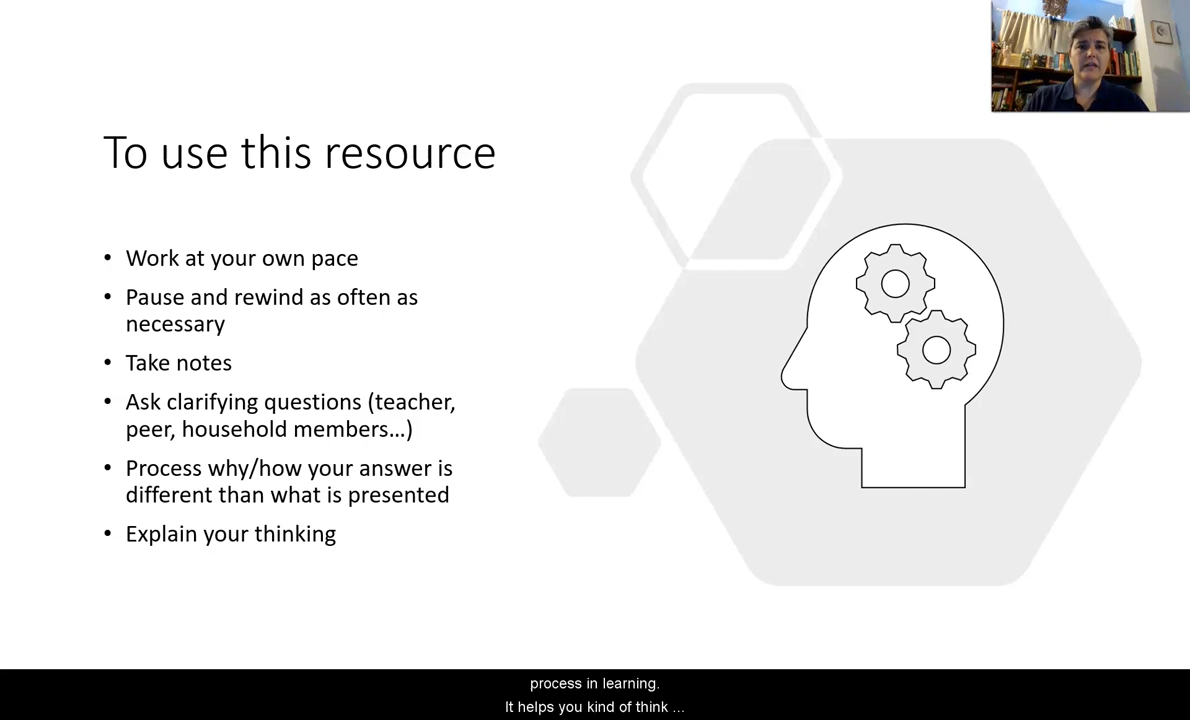 To use this resource
• Work at your own pace
• Pause and rewind as often as
necessary
• Take notes
• Ask clarifying questions (teacher,
peer, household members...)
• Process why/how your answer is
different than what is presented
• Explain your thinking
process in learning.
It helps you kind of think ...